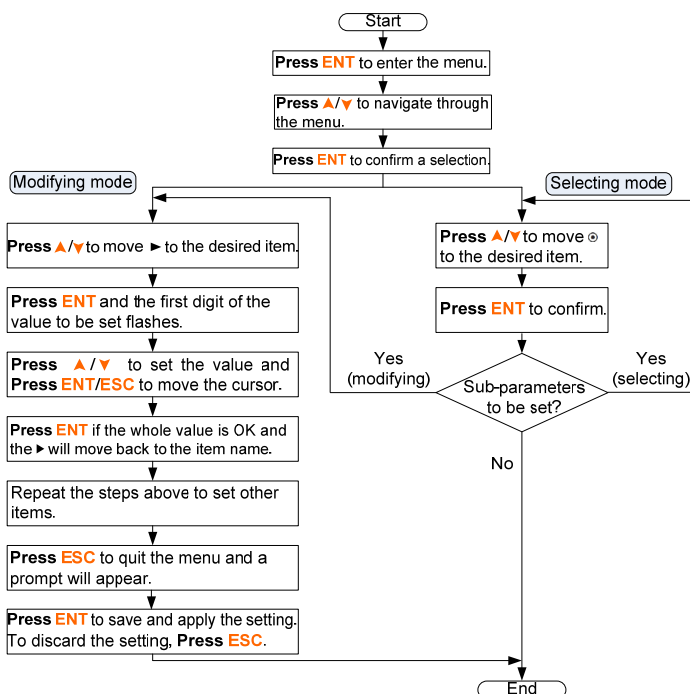 Start
Press ENT to enter the menu.
Press ▲/▼ to navigate through
the menu.
Press ENT to confirm a selection.
Modifying mode
Selecting mode
Press ▲/▼ to move ► to the desired item.
Press ENT and the first digit of the
value to be set flashes.
Press ▲/▼ to set the value and
Press ENT/ESC to move the cursor.
Press ENT if the whole value is OK and
the ► will move back to the item name.
Repeat the steps above to set other
items.
Press ESC to quit the menu and a
prompt will appear.
Press ENT to save and apply the setting.
To discard the setting, Press ESC.
Press ▲/▼ to move ⦿
to the desired item.
Press ENT to confirm.
Yes
(modifying)
Sub-parameters
to be set?
Yes
(selecting)
No
End